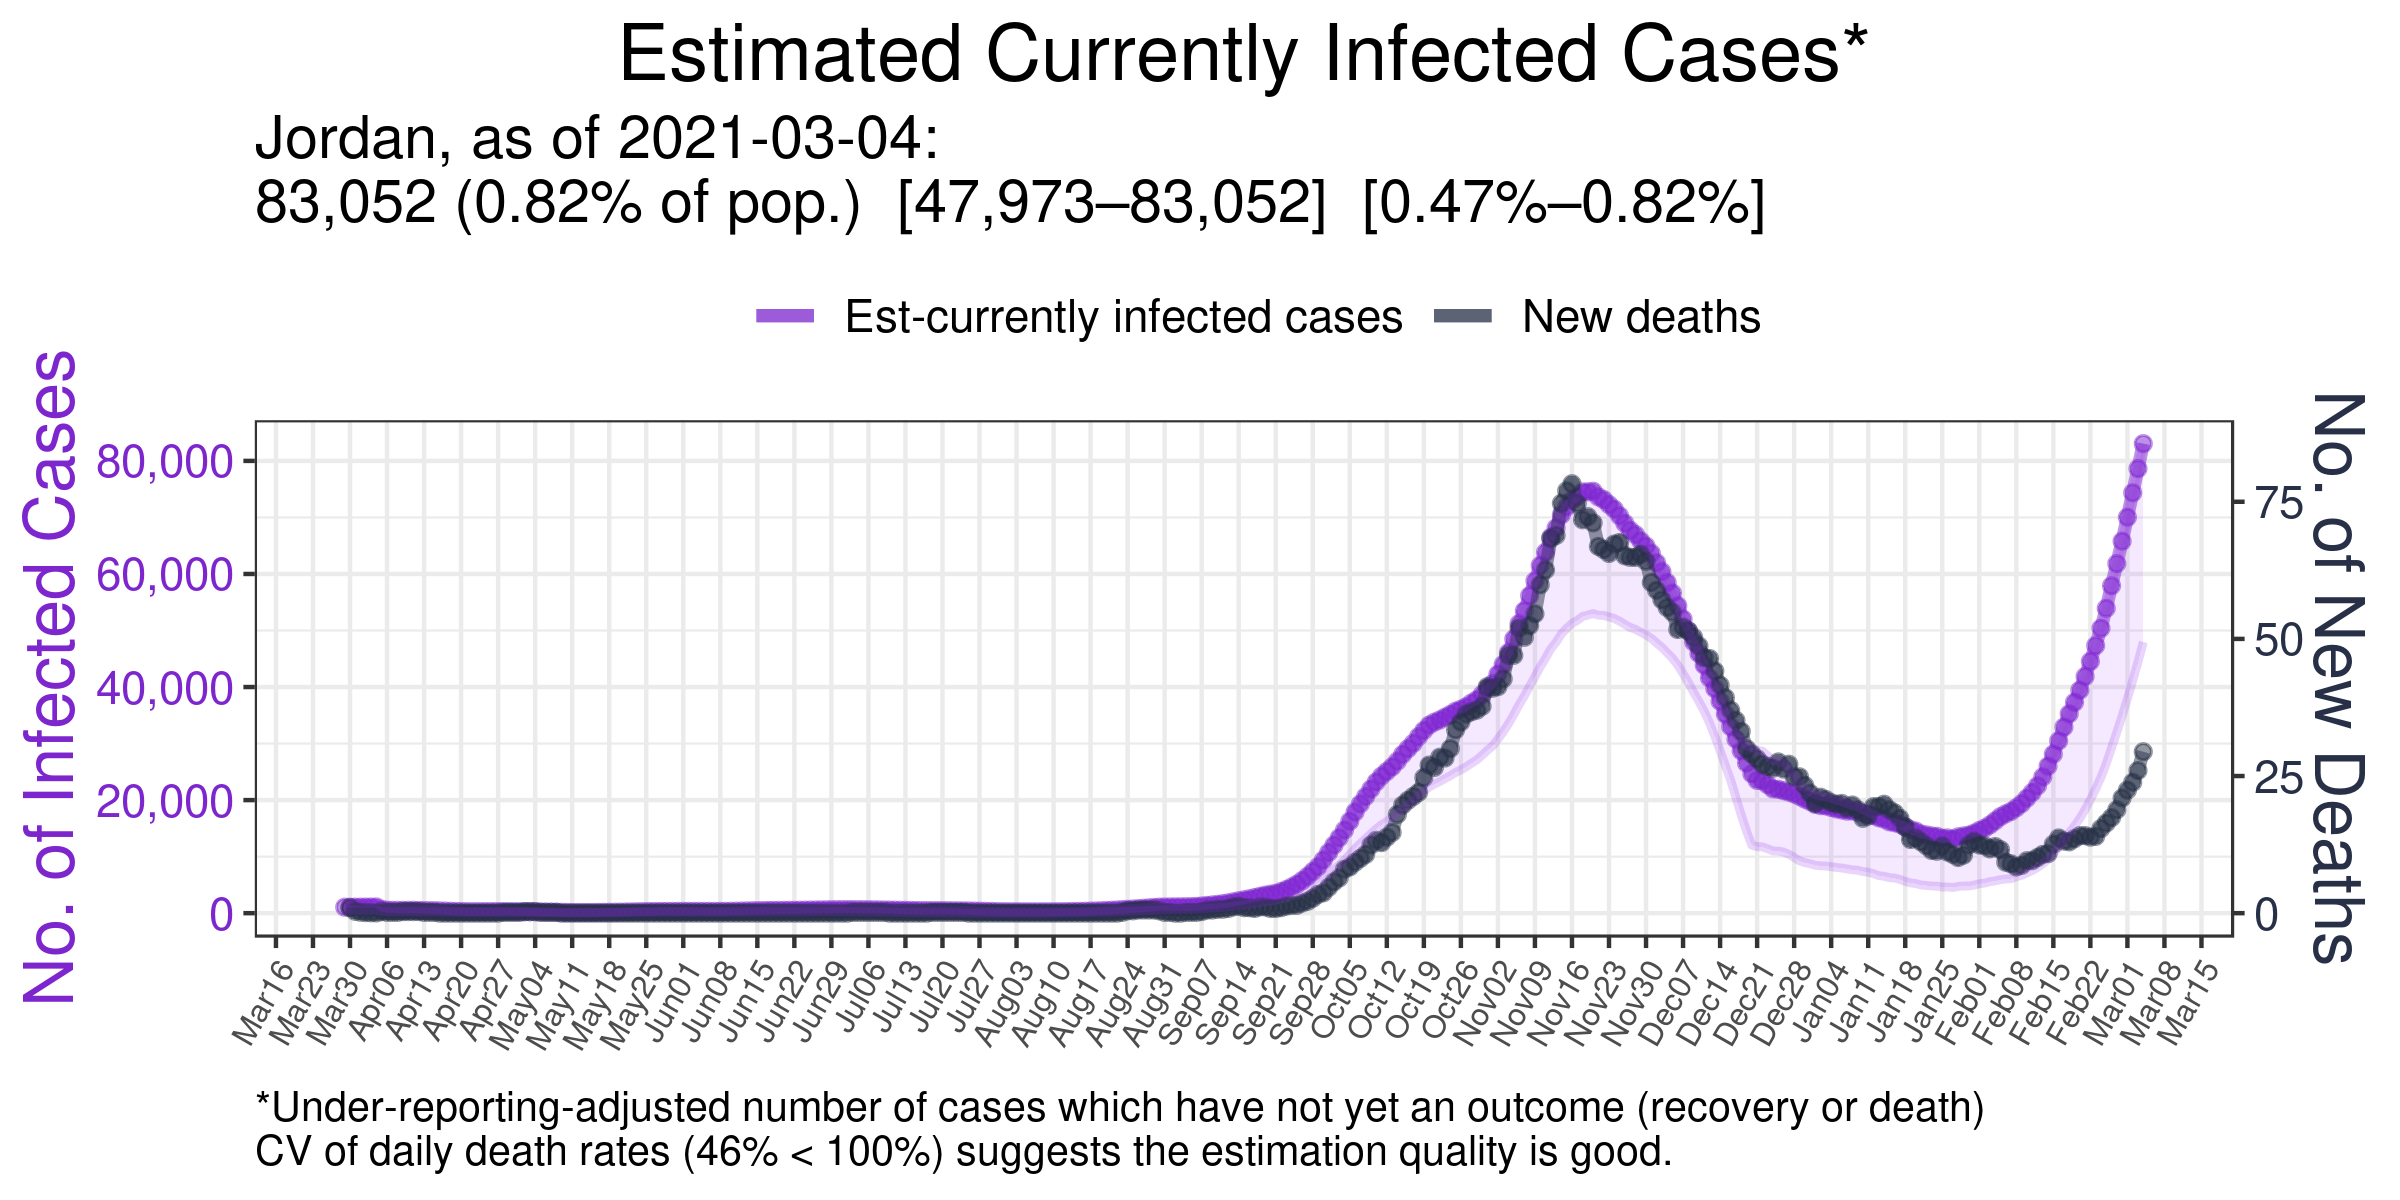 Estimated Currently Infected Cases*
Jordan, as of 2021-03-04:
83,052 (0.82% of pop.) [47,973–83,052] [0.47%–0.82%]
Est-currently infected cases
New deaths
No. of Infected Cases
80,000
60,000
40,000
20,000
0
75
50
25
0
No. of New Deaths
Mar16
Mar23
Mar30
Apr06
Apr13
Apr20
Apr27
May04
May11
May18
May25
Jun01
Jun08
Jun15
Jun22
Jun29
Jul06
Jul13
Jul20
Jul27
Aug03
Aug10
Aug17
Aug24
Aug31
Sep07
Sep14
Sep21
Sep28
Oct05
Oct12
Oct19
Oct26
Nov02
Nov09
Nov16
Nov23
Nov30
Dec07
Dec14
Dec21
Dec28
Jan04
Jan11
Jan18
Jan25
Feb01
Feb08
Feb15
Feb22
Mar01
Mar08
Mar15
*Under-reporting-adjusted number of cases which have not yet an outcome (recovery or death)
CV of daily death rates (46% < 100%) suggests the estimation quality is good.